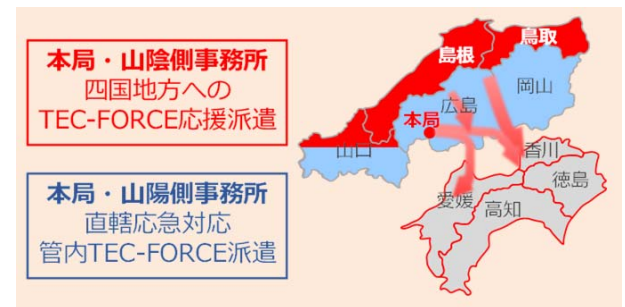 本局・山陰側事務所
四国地方への
TEC-FORCE応援派遣
本局・山陽側事務所
直轄応急対応
管内TEC-FORCE派遣
鳥取
島根
岡山
広島
本局
山口
香川
徳島
愛媛
高知